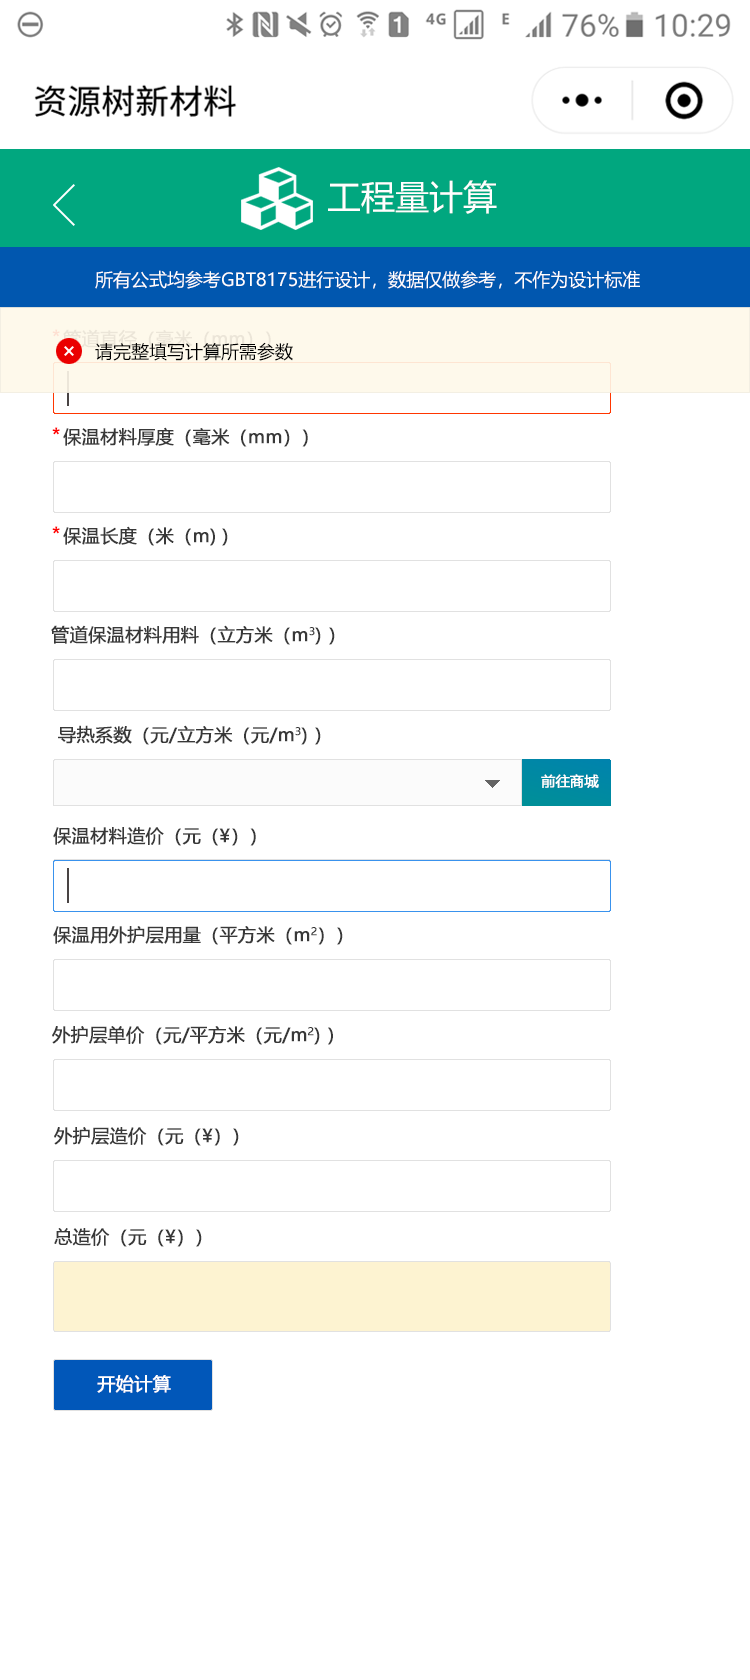 4G E 76% 10:29
资源树新材料
工程量计算
所有公式均参考GBT8175进行设计，数据仅做参考，不作为设计标准
*管道直径（毫米（mm））
请完整填写计算所需参数
*保温材料厚度（毫米（mm））
*保温长度（米（m)）
管道保温材料用料（立方米（m³)）
导热系数（元/立方米（元/m³)）
前往商城
保温材料造价（元（¥））
保温用外护层用量（平方米（m²））
外护层单价（元/平方米（元/m²)）
外护层造价（元（¥））
总造价（元（¥））
开始计算